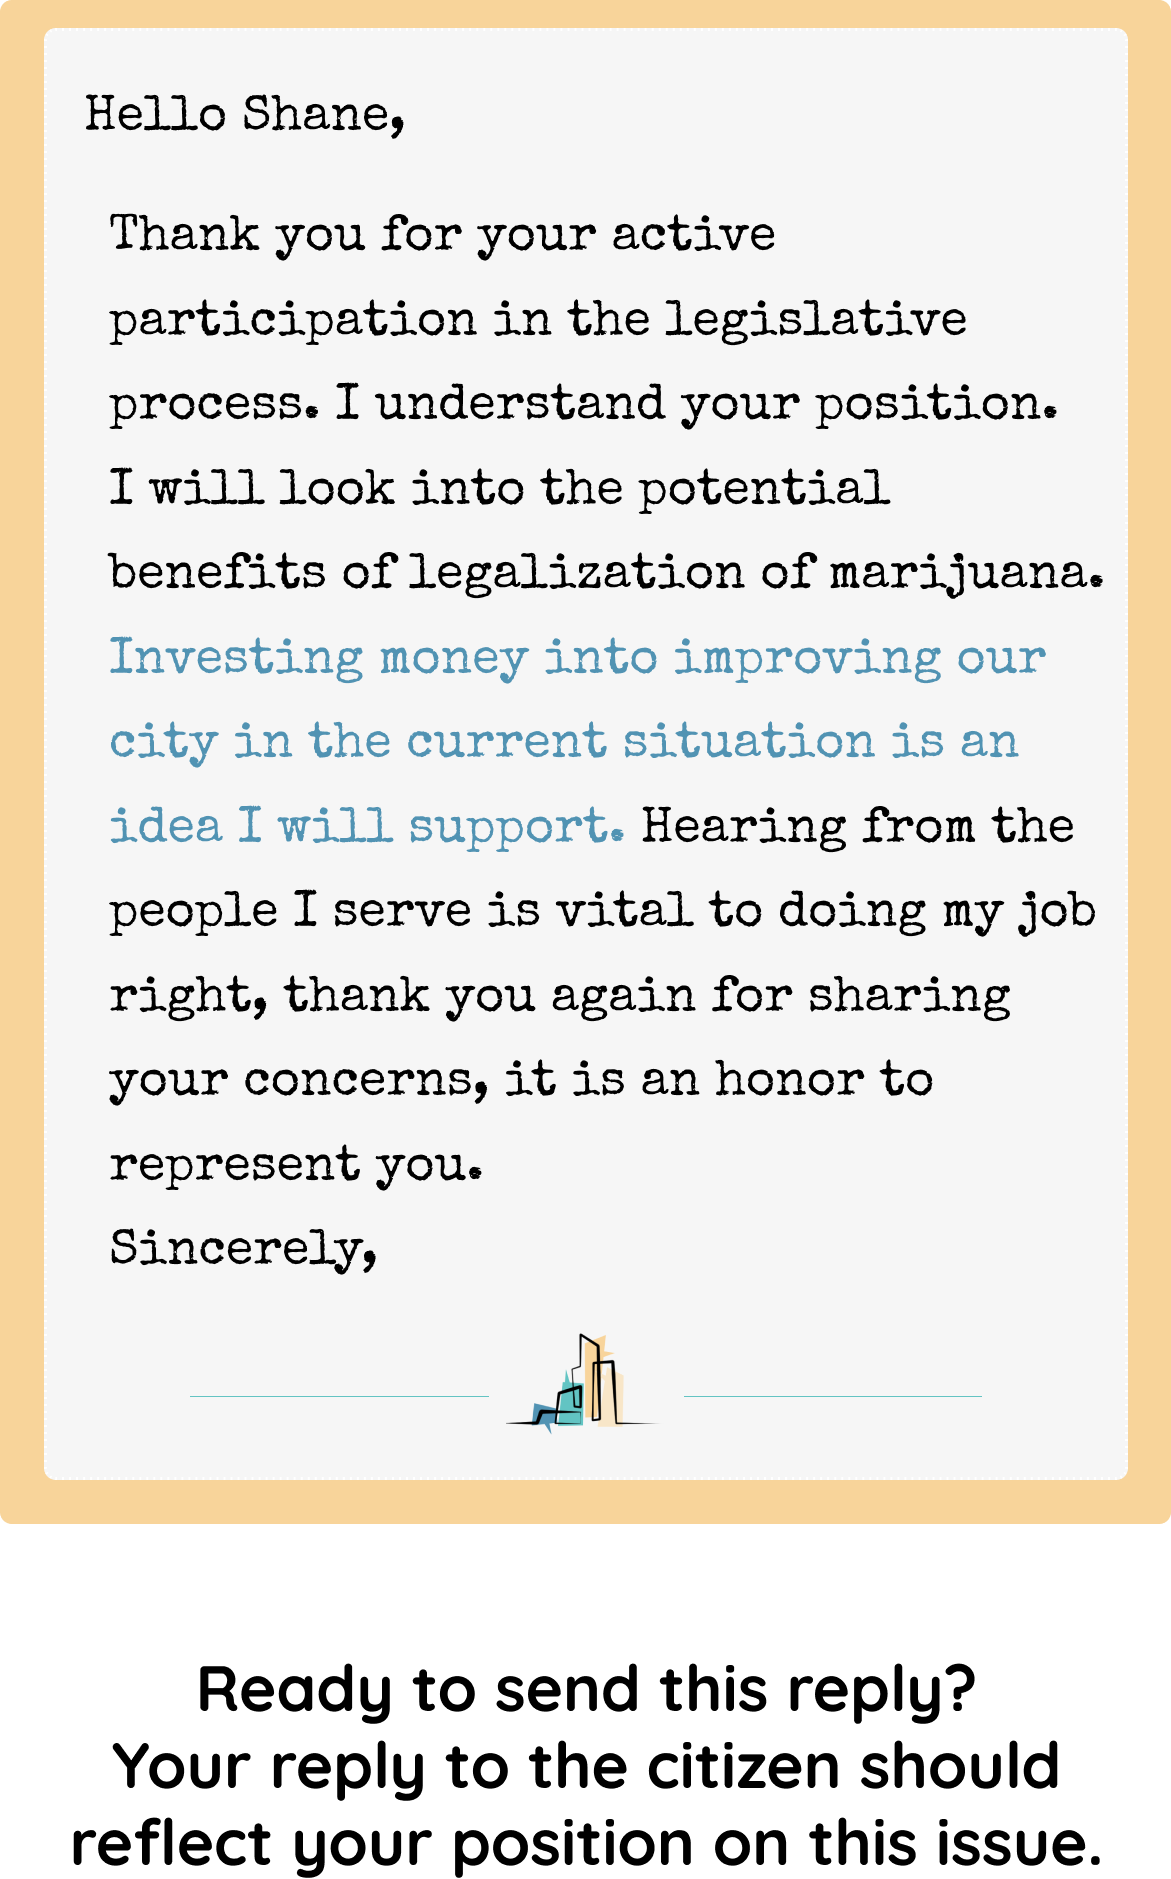 Hello Shane,
Thank you for your active
participation in the legislative
process. I understand your position.
I will look into the potential
benefits of legalization of marijuana.
Investing money into improving our
city in the current situation is an
idea I will support. Hearing from the
people I serve is vital to doing my job
right, thank you again for sharing
your concerns, it is an honor to
represent you.
Sincerely,
Ready to send this reply?
Your reply to the citizen should
reflect your position on this issue.